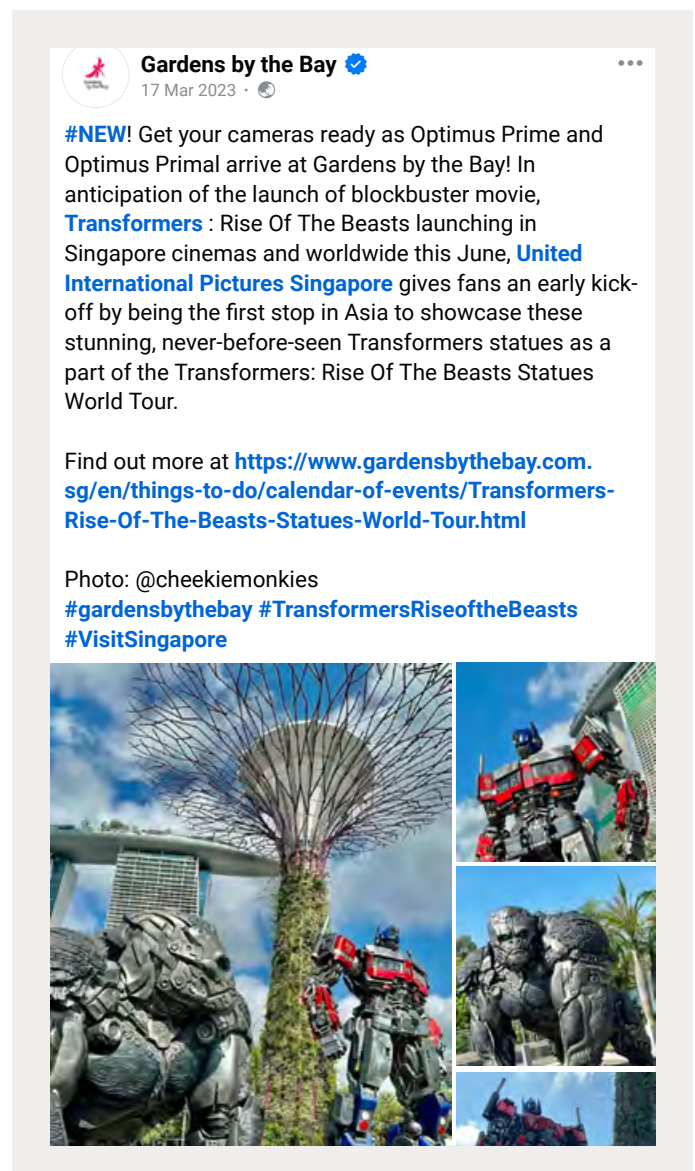 Gardens by the Bay
17 Mar 2023 ·
#NEW! Get your cameras ready as Optimus Prime and
Optimus Primal arrive at Gardens by the Bay! In
anticipation of the launch of blockbuster movie,
Transformers : Rise Of The Beasts launching in
Singapore cinemas and worldwide this June, United
International Pictures Singapore gives fans an early kick-
off by being the first stop in Asia to showcase these
stunning, never-before-seen Transformers statues as a
part of the Transformers: Rise Of The Beasts Statues
World Tour.
Find out more at https://www.gardensbythebay.com.
sg/en/things-to-do/calendar-of-events/Transformers-
Rise-Of-The-Beasts-Statues-World-Tour.html
Photo: @cheekiemonkies
#gardensbythebay #TransformersRiseoftheBeasts
#VisitSingapore